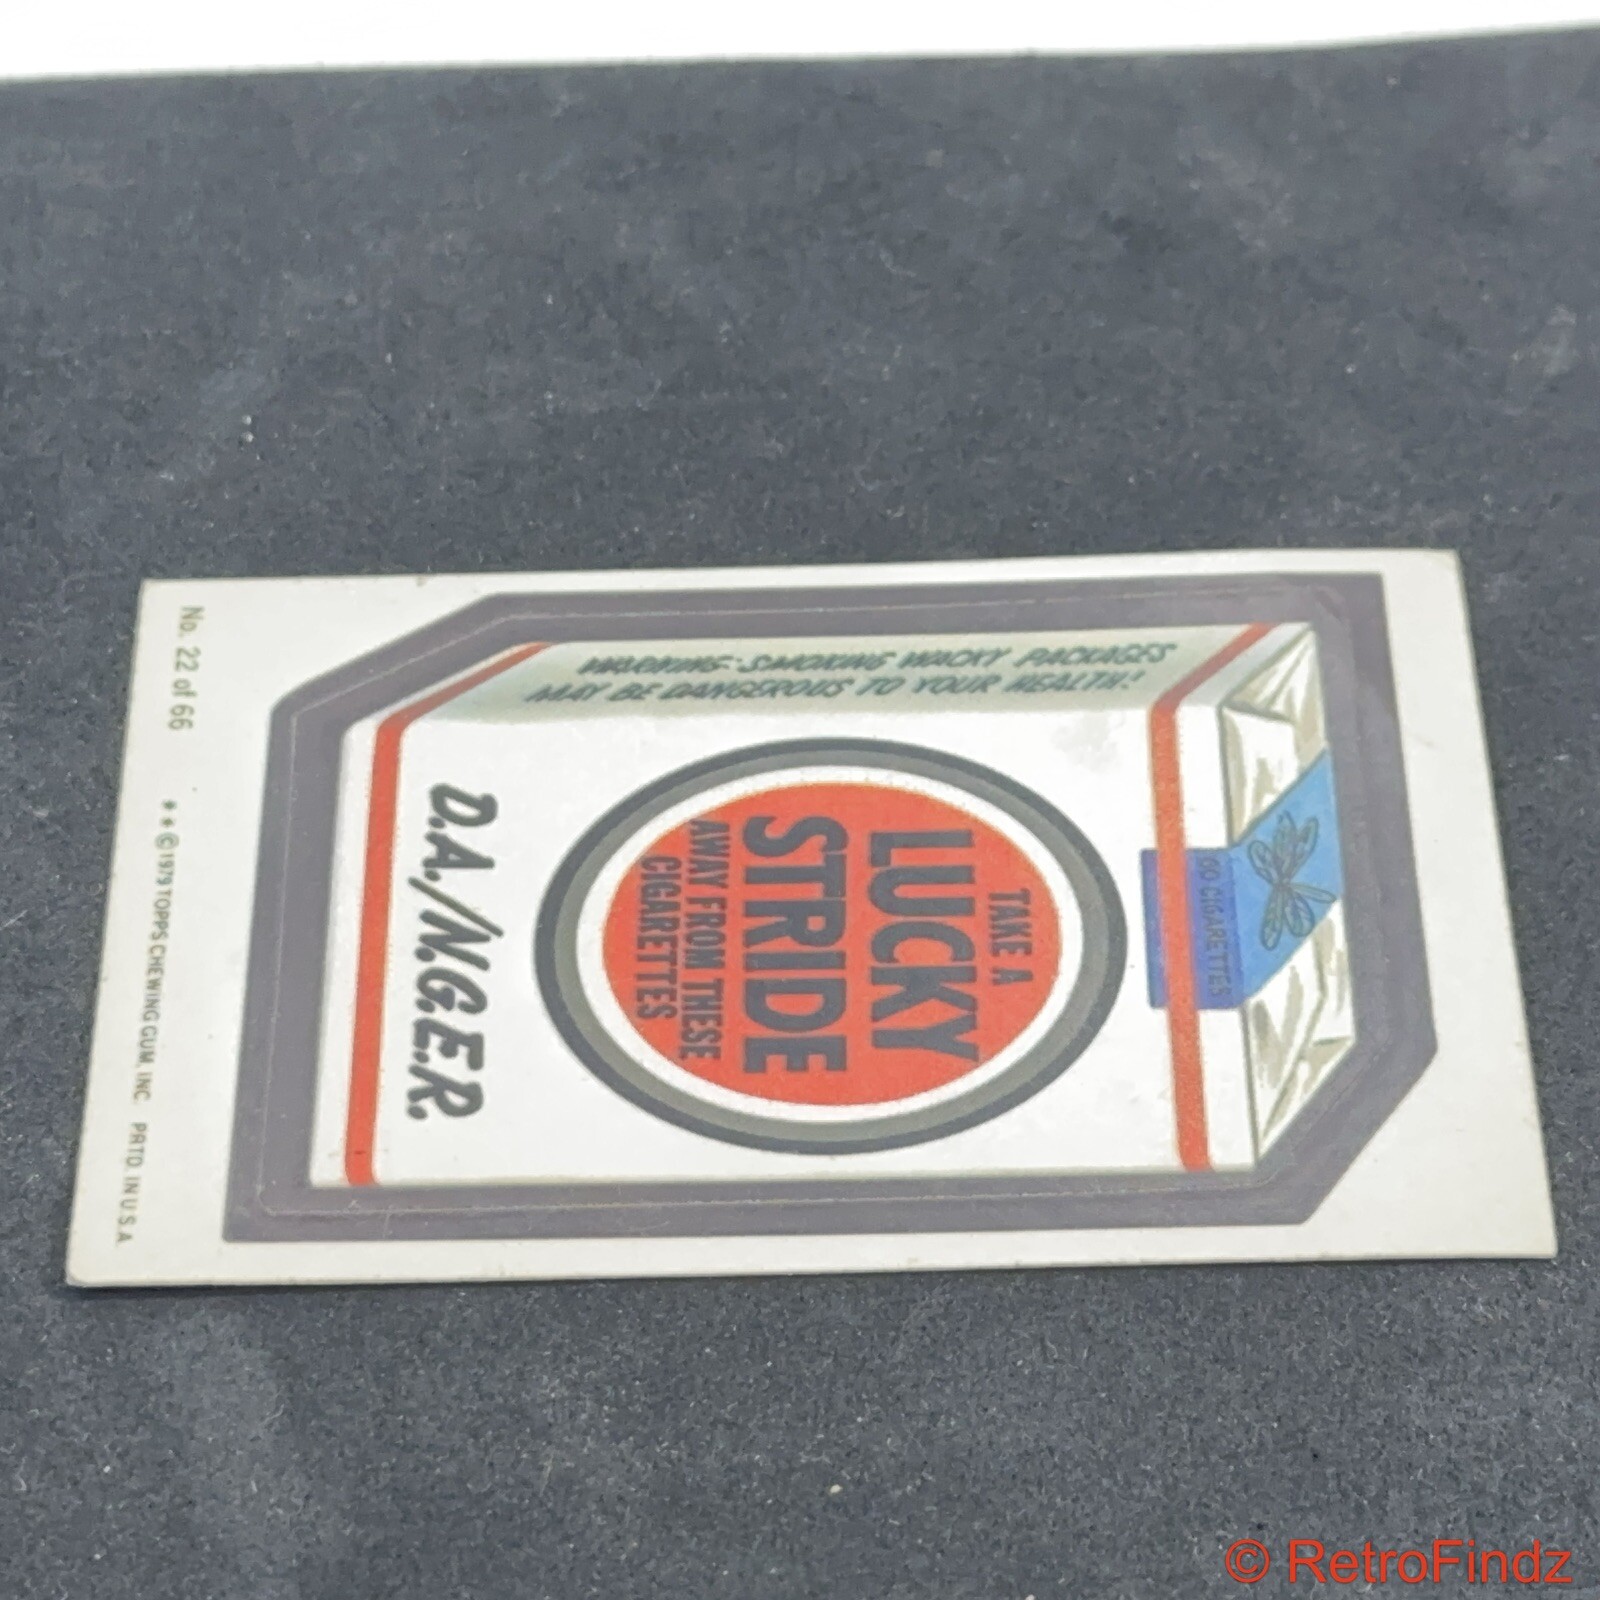 60 CIGARETTES
TAKE A
LUCKY
STRIDE
AWAY FROM THESE
CIGARETTES
D.A./N.G.E.R.
WARNING: SMOKING WACKY PACKAGES
MAY BE DANGEROUS TO YOUR HEALTH!
No. 22 of 66
**©1979 TOPPS CHEWING GUM, INC. PRTD. IN U.S.A.
© RetroFindz